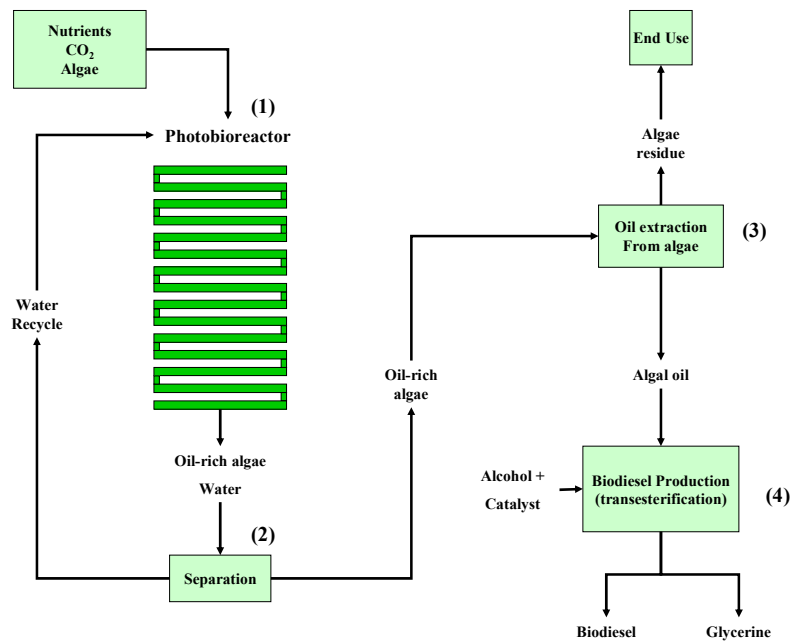 Nutrients
CO₂
Algae
(1)
Photobioreactor
Water
Recycle
Oil-rich algae
Water
(2)
Separation
Oil-rich
algae
End Use
Algae
residue
Oil extraction
From algae
(3)
Algal oil
Alcohol +
Catalyst
Biodiesel Production
(transesterification)
(4)
Biodiesel
Glycerine